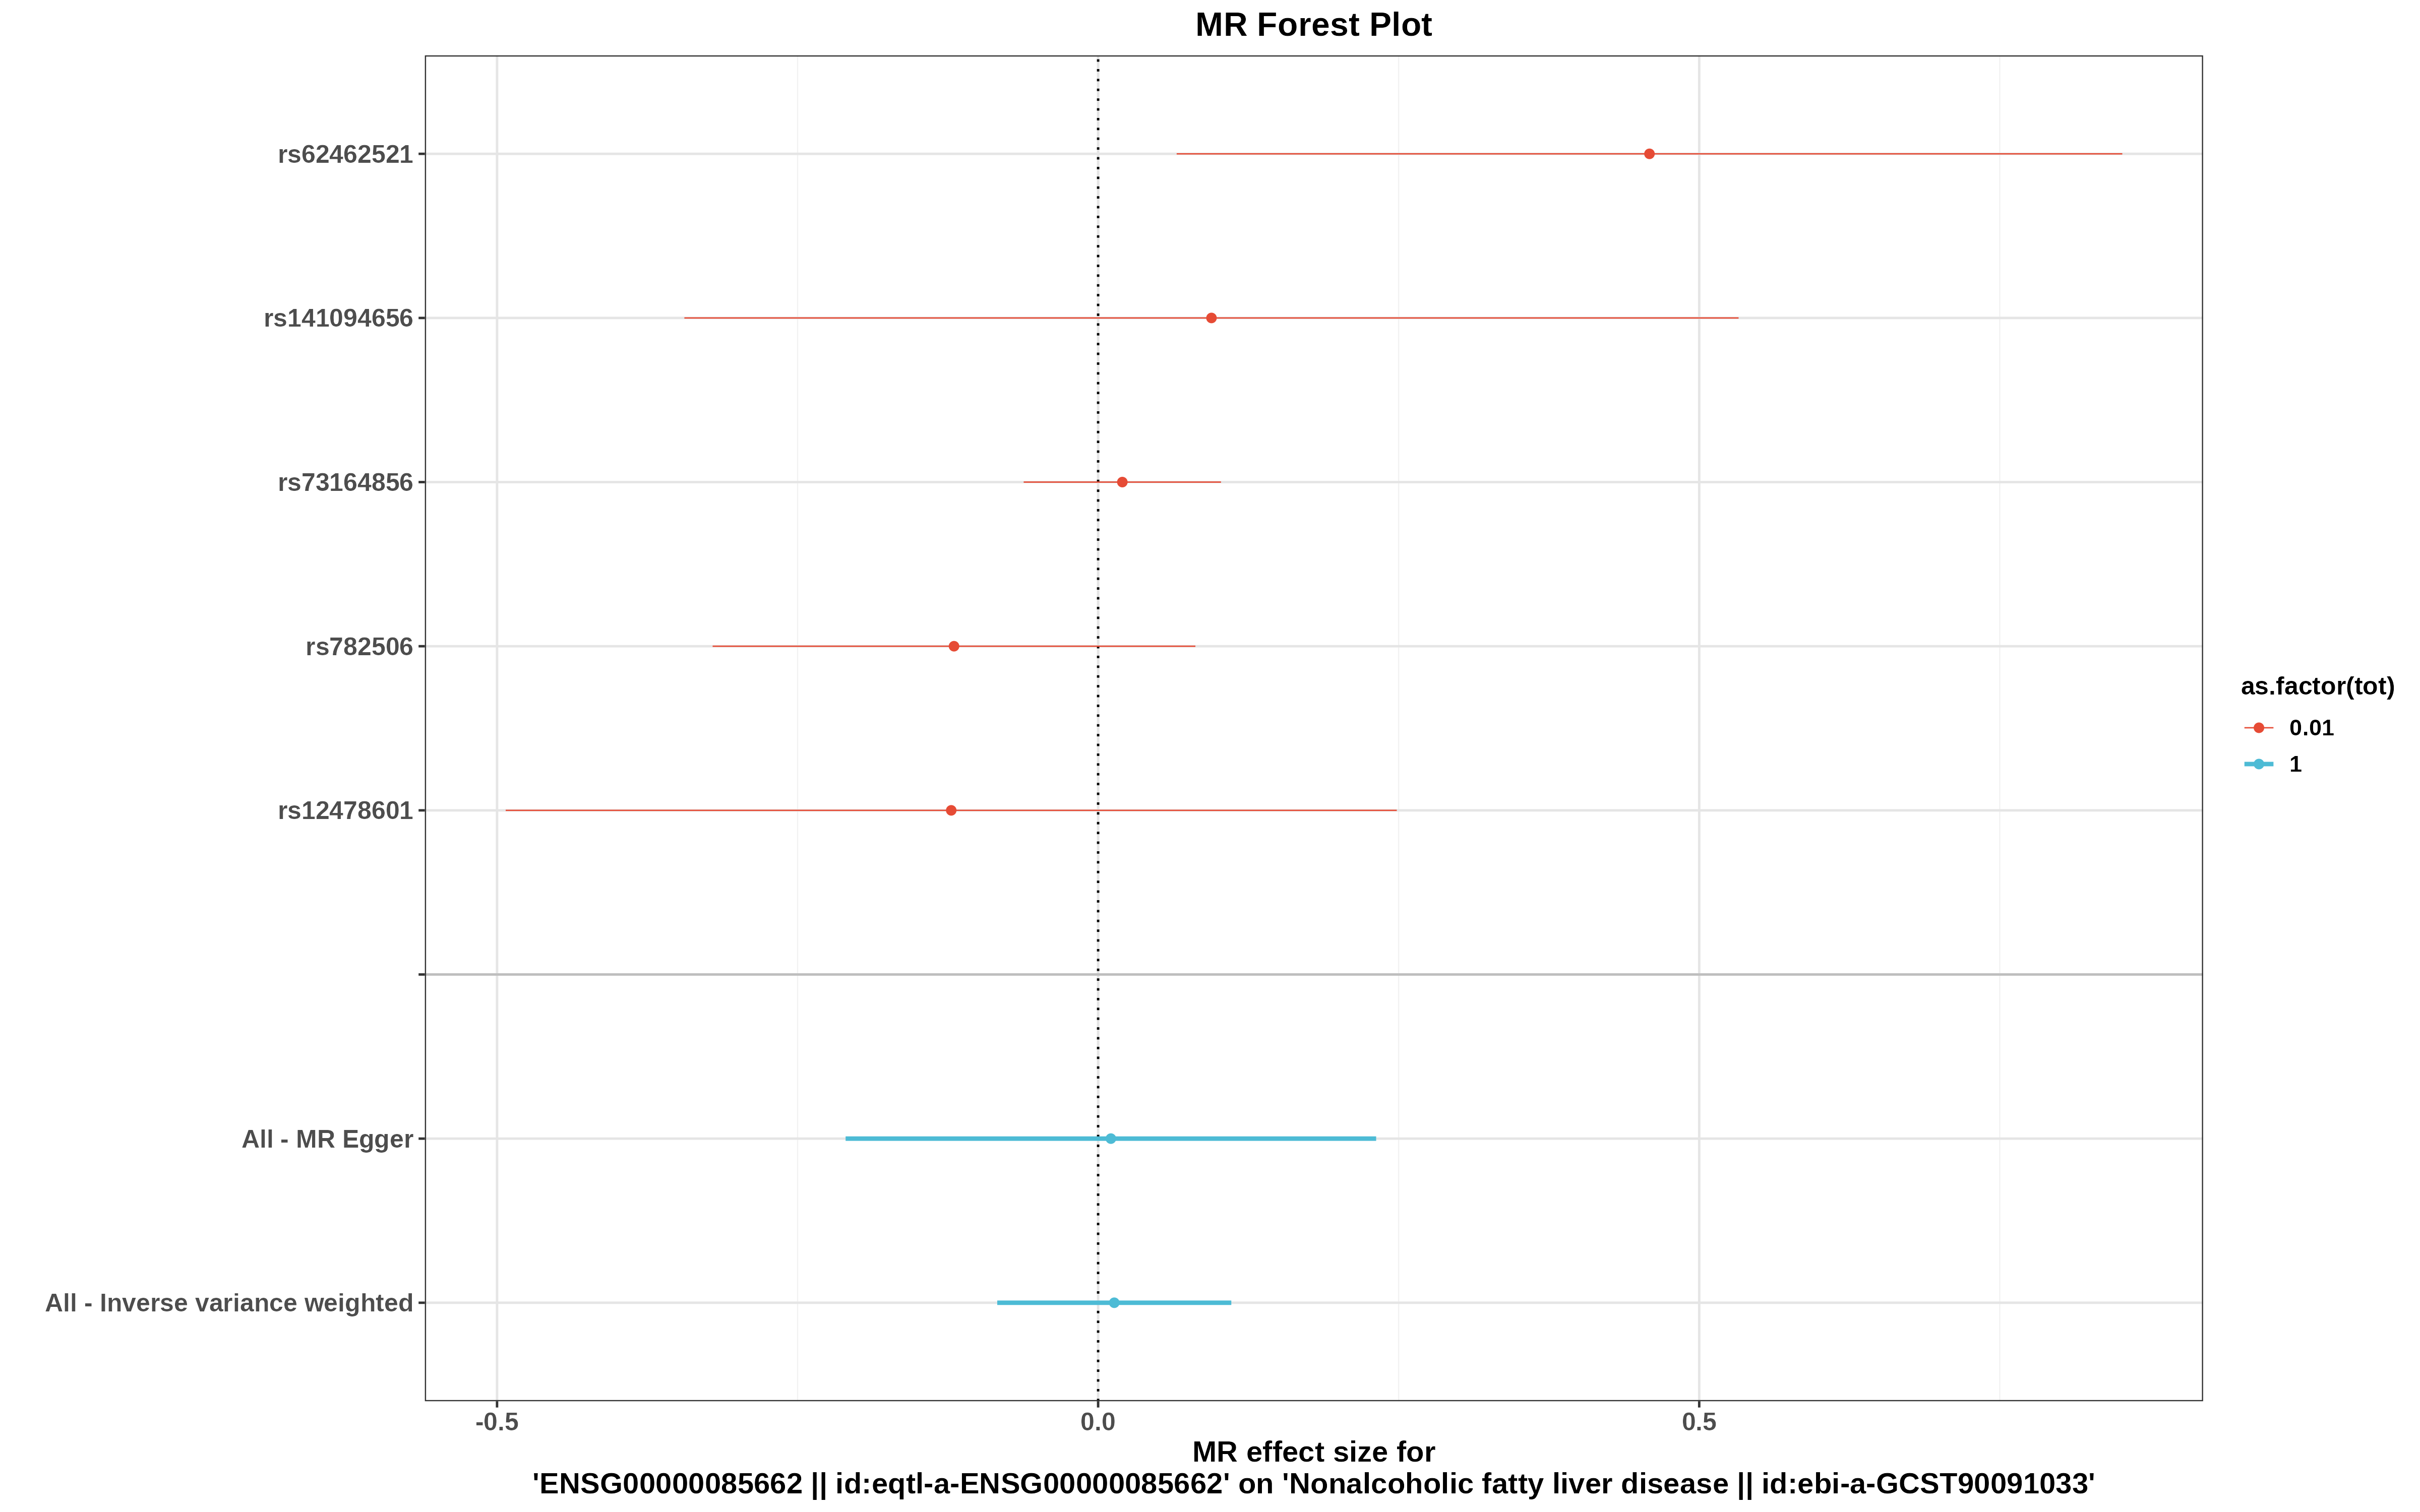 MR Forest Plot
rs62462521
rs141094656
rs73164856
rs782506
rs12478601
All - MR Egger
All - Inverse variance weighted
-0.5 0.0 0.5
MR effect size for
'ENSG00000085662 || id:eqtl-a-ENSG00000085662' on 'Nonalcoholic fatty liver disease || id:ebi-a-GCST90091033'
as.factor(tot)
0.01
1